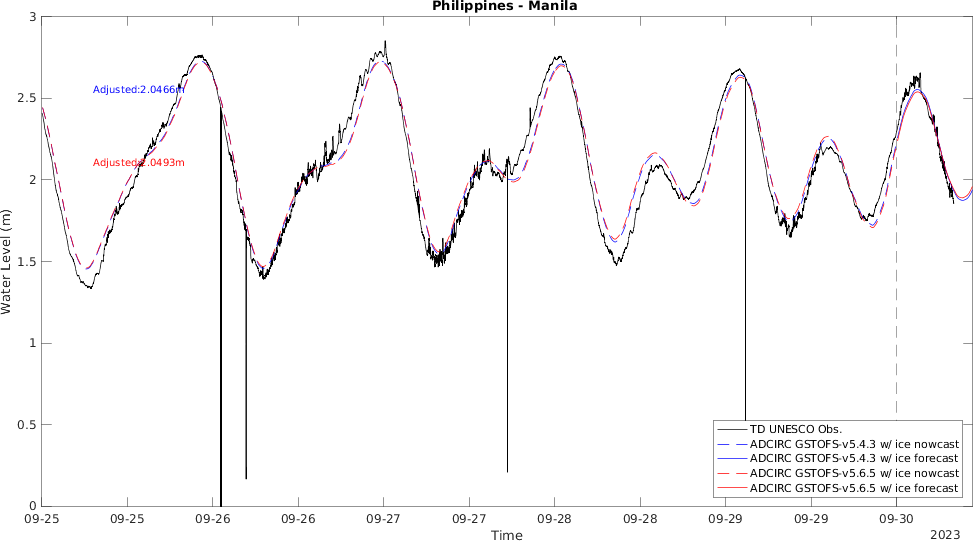 Philippines - Manila
3
2.5
2
1.5
1
0.5
0
Water Level (m)
Adjusted:2.0466m
Adjusted:2.0493m
TD UNESCO Obs.
ADCIRC GSTOFS-v5.4.3 w/ ice nowcast
ADCIRC GSTOFS-v5.4.3 w/ ice forecast
ADCIRC GSTOFS-v5.6.5 w/ ice nowcast
ADCIRC GSTOFS-v5.6.5 w/ ice forecast
09-25 09-25 09-26 09-26 09-27 09-27 09-28 09-28 09-29 09-29 09-30
Time
2023